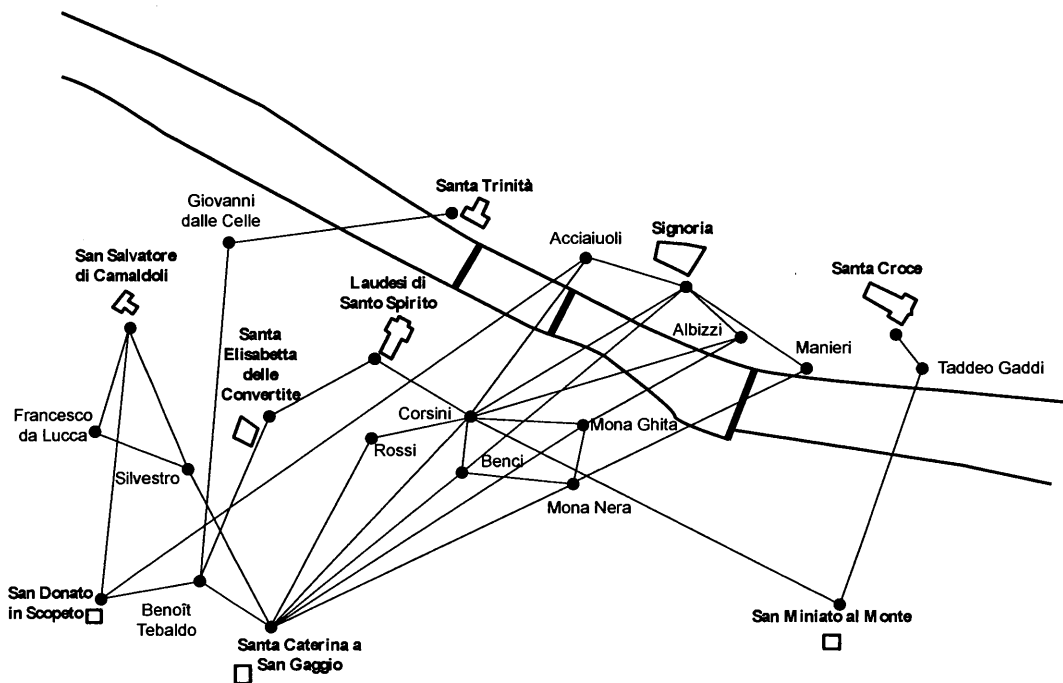 Santa Trinità
Giovanni
dalle Celle
Signoria
Acciaiuoli
San Salvatore
di Camaldoli
Laudesi di
Santo Spirito
Santa Croce
Santa
Elisabetta
delle
Convertite
Albizzi
Manieri
Taddeo Gaddi
Francesco
da Lucca
Corsini
Mona Ghita
Rossi
Benci
Silvestro
Mona Nera
San Donato
in Scopeto
Benoît
Tebaldo
San Miniato al Monte
Santa Caterina a
San Gaggio